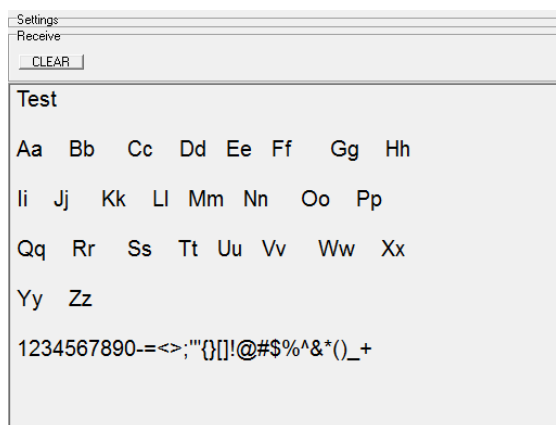 Settings
Receive
CLEAR
Test
Aa Bb Cc Dd Ee Ff Gg Hh
Ii Jj Kk Ll Mm Nn Oo Pp
Qq Rr Ss Tt Uu Vv Ww Xx
Yy Zz
1234567890-=<>;'"{}[]!@#$%^&*()_+